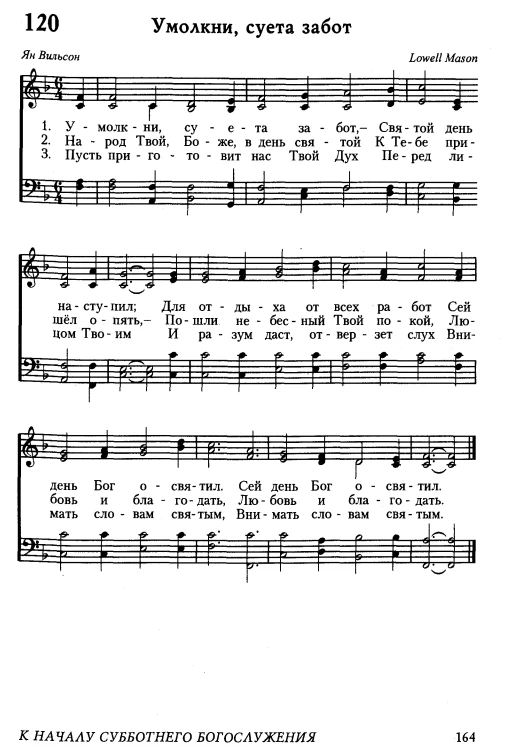 120
Умолкни, суета забот
Ян Вильсон
Lowell Mason
1. У - молк - ни, су - е - та за - бот,– Свя - той день
2. На - род Твой, Бо - же, в день свя - той К Те - бе при -
3. Пусть при - го - то - вит нас Твой Дух Пе - ред ли -
на - сту - пил; Для от - ды - ха от всех ра - бот Сей
шёл о - пять,– По - шли не - бес - ный Твой по - кой, Лю -
цом Тво - им И ра - зум даст, от - вер - зет слух Вни -
день Бог о - свя - тил. Сей день Бог о - свя - тил.
бовь и бла - го - дать, Лю - бовь и бла - го - дать.
мать сло - вам свя - тым, Вни - мать сло - вам свя - тым.
К НАЧАЛУ СУББОТНЕГО БОГОСЛУЖЕНИЯ
164